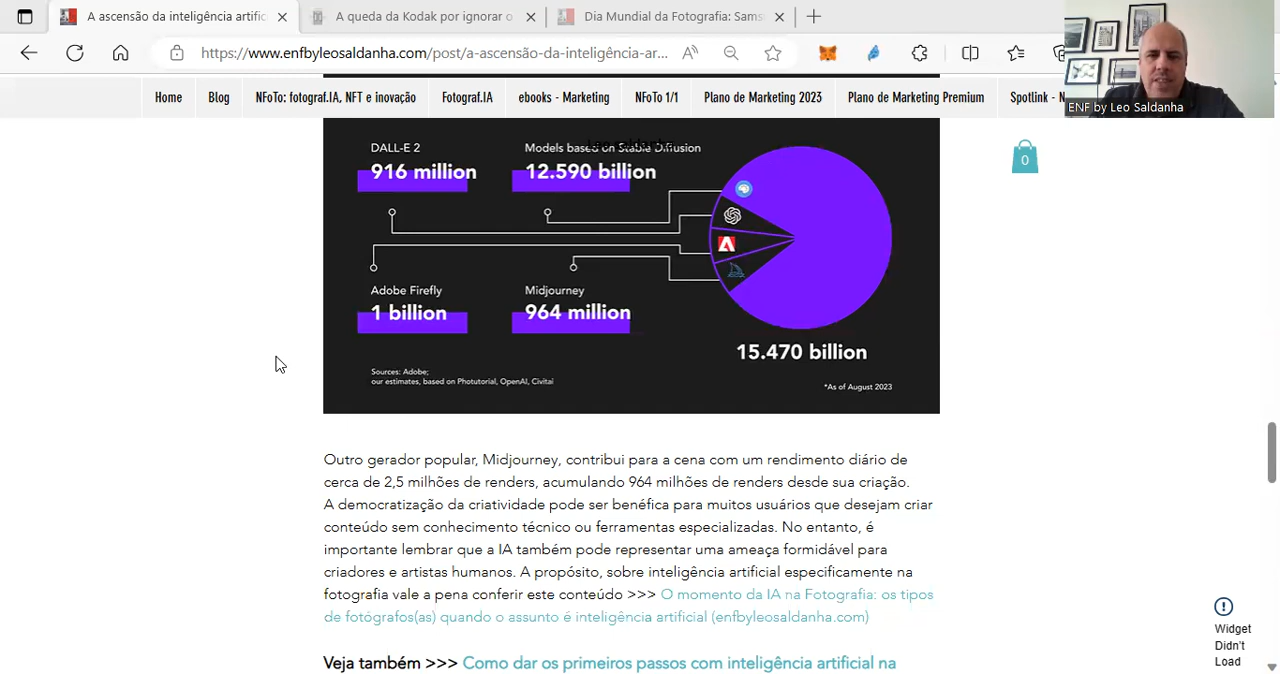 A ascensão da inteligência artific
A queda da Kodak por ignorar o
Dia Mundial da Fotografia: Sams
https://www.enfbyleosaldanha.com/post/a-ascensão-da-inteligência-ar...
Home
Blog
NFoTo: fotograf.IA, NFT e inovação
Fotograf.IA
ebooks - Marketing
NFoTo 1/1
Plano de Marketing 2023
Plano de Marketing Premium
Spotlink - N
ENF by Leo Saldanha
0
DALL-E 2
916 million
Models based on Stable Diffusion
12.590 billion
Adobe Firefly
1 billion
Midjourney
964 million
15.470 billion
Sources: Adobe;
our estimates, based on Photutorial, OpenAI, Civitai
*As of August 2023
Outro gerador popular, Midjourney, contribui para a cena com um rendimento diário de
cerca de 2,5 milhões de renders, acumulando 964 milhões de renders desde sua criação.
A democratização da criatividade pode ser benéfica para muitos usuários que desejam criar
conteúdo sem conhecimento técnico ou ferramentas especializadas. No entanto, é
importante lembrar que a IA também pode representar uma ameaça formidável para
criadores e artistas humanos. A propósito, sobre inteligência artificial especificamente na
fotografia vale a pena conferir este conteúdo >>> O momento da IA na Fotografia: os tipos
de fotógrafos(as) quando o assunto é inteligência artificial (enfbyleosaldanha.com)
Veja também >>> Como dar os primeiros passos com inteligência artificial na
Widget
Didn't
Load